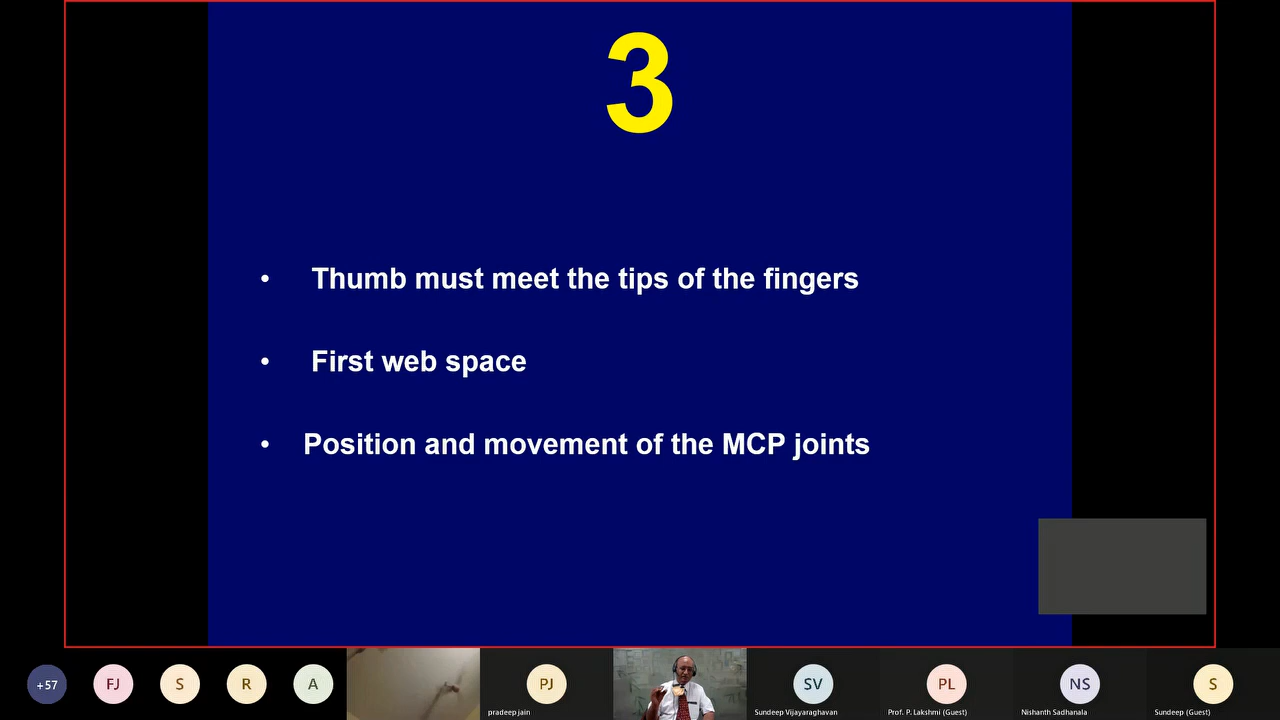 3
• Thumb must meet the tips of the fingers
• First web space
• Position and movement of the MCP joints
+57
FJ
S
R
A
PJ
SV
PL
NS
S
pradeep jain
Sundeep Vijayaraghavan
Prof. P. Lakshmi (Guest)
Nishanth Sadhanala
Sundeep (Guest)